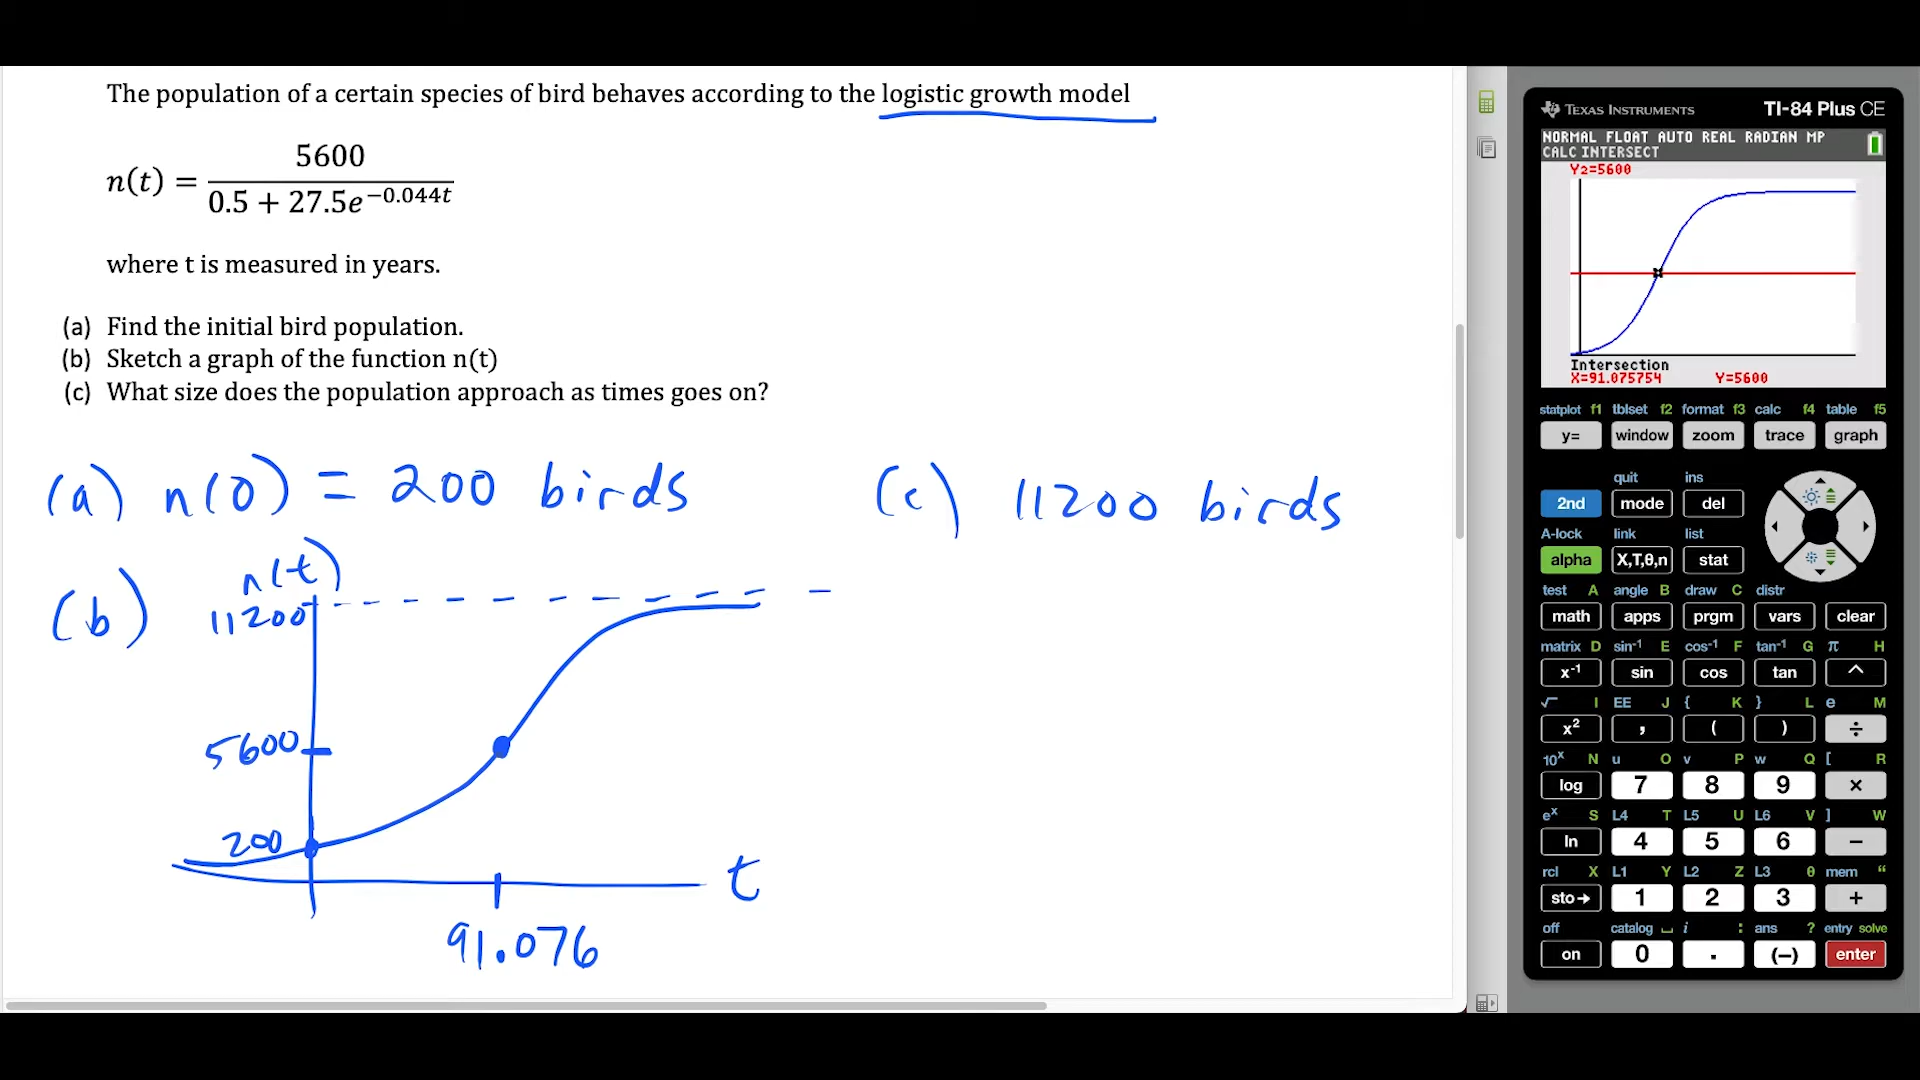 The population of a certain species of bird behaves according to the logistic growth model
n(t) = 5600 / (0.5 + 27.5e^−0.044t)
where t is measured in years.
(a) Find the initial bird population.
(b) Sketch a graph of the function n(t)
(c) What size does the population approach as times goes on?
(a) n(0) = 200 birds
(c) 11200 birds
(b)
n(t)
11200
5600
200
t
91.076
TEXAS INSTRUMENTS TI-84 Plus CE
NORMAL FLOAT AUTO REAL RADIAN MP
CALC INTERSECT
Y2=5600
Intersection
X=91.075754 Y=5600
statplot f1 tblset f2 format f3 calc f4 table f5
y= window zoom trace graph
quit ins
2nd mode del
A-lock link list
alpha X,T,θ,n stat
test A angle B draw C distr
math apps prgm vars clear
matrix D sin-1 E cos-1 F tan-1 G π H
x-1 sin cos tan ^
√ I EE J { K } L e M
x² , ( ) ÷
10x N u O v P w Q [ R
log 7 8 9 ×
ex S L4 T L5 U L6 V ] W
ln 4 5 6 −
rcl X L1 Y L2 Z L3 θ mem “
sto→ 1 2 3 +
off catalog ⎵ i : ans ? entry solve
on 0 . (−) enter